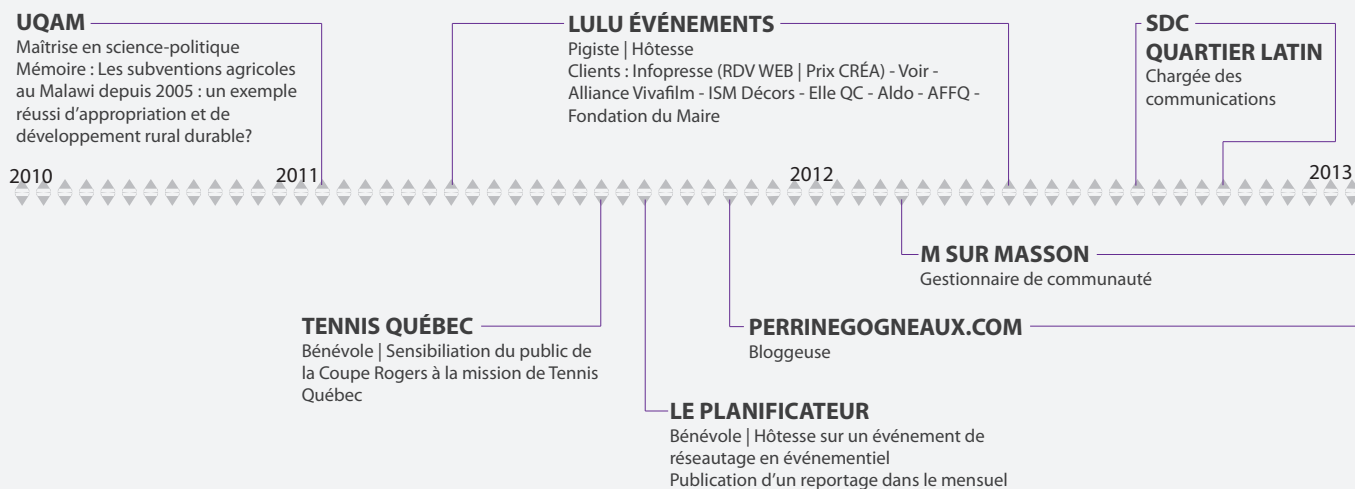 UQAM
Maîtrise en science-politique
Mémoire : Les subventions agricoles
au Malawi depuis 2005 : un exemple
réussi d'appropriation et de
développement rural durable?
LULU ÉVÉNEMENTS
Pigiste | Hôtesse
Clients : Infopresse (RDV WEB | Prix CRÉA) - Voir -
Alliance Vivafilm - ISM Décors - Elle QC - Aldo - AFFQ -
Fondation du Maire
SDC
QUARTIER LATIN
Chargée des
communications
2010
2011
2012
2013
M SUR MASSON
Gestionnaire de communauté
TENNIS QUÉBEC
Bénévole | Sensibiliation du public de
la Coupe Rogers à la mission de Tennis
Québec
PERRINEGOGNEAUX.COM
Bloggeuse
LE PLANIFICATEUR
Bénévole | Hôtesse sur un événement de
réseautage en événementiel
Publication d'un reportage dans le mensuel